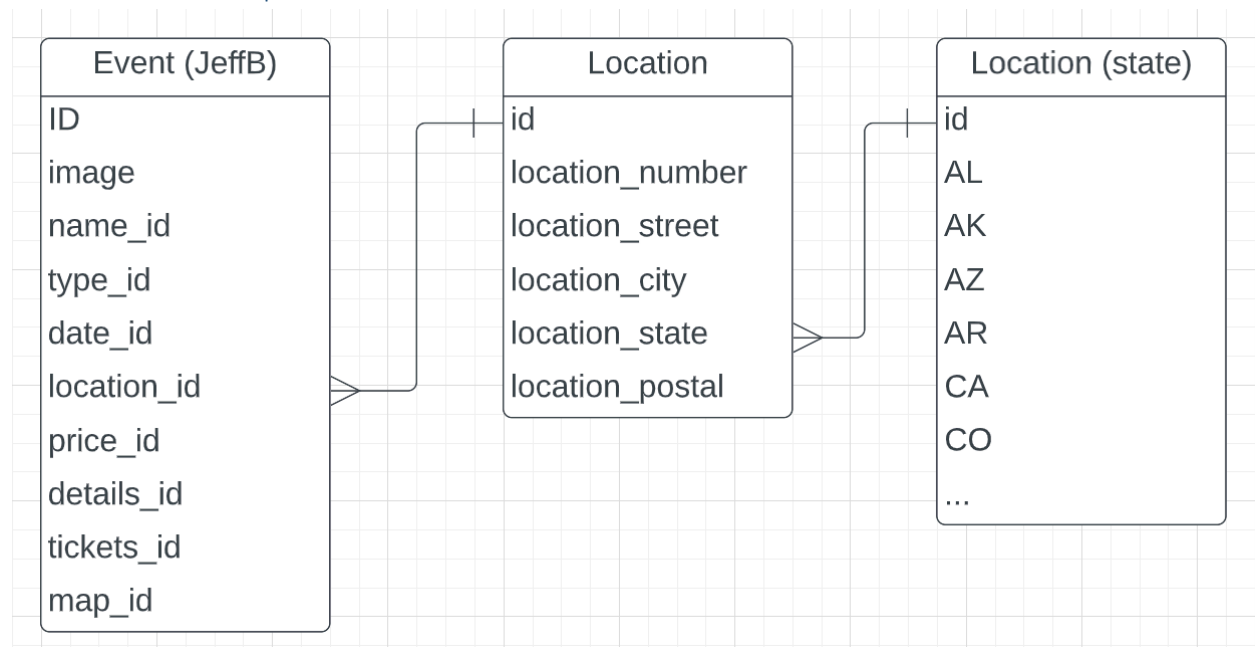 Event (JeffB)
ID
image
name_id
type_id
date_id
location_id
price_id
details_id
tickets_id
map_id
Location
id
location_number
location_street
location_city
location_state
location_postal
Location (state)
id
AL
AK
AZ
AR
CA
CO
...